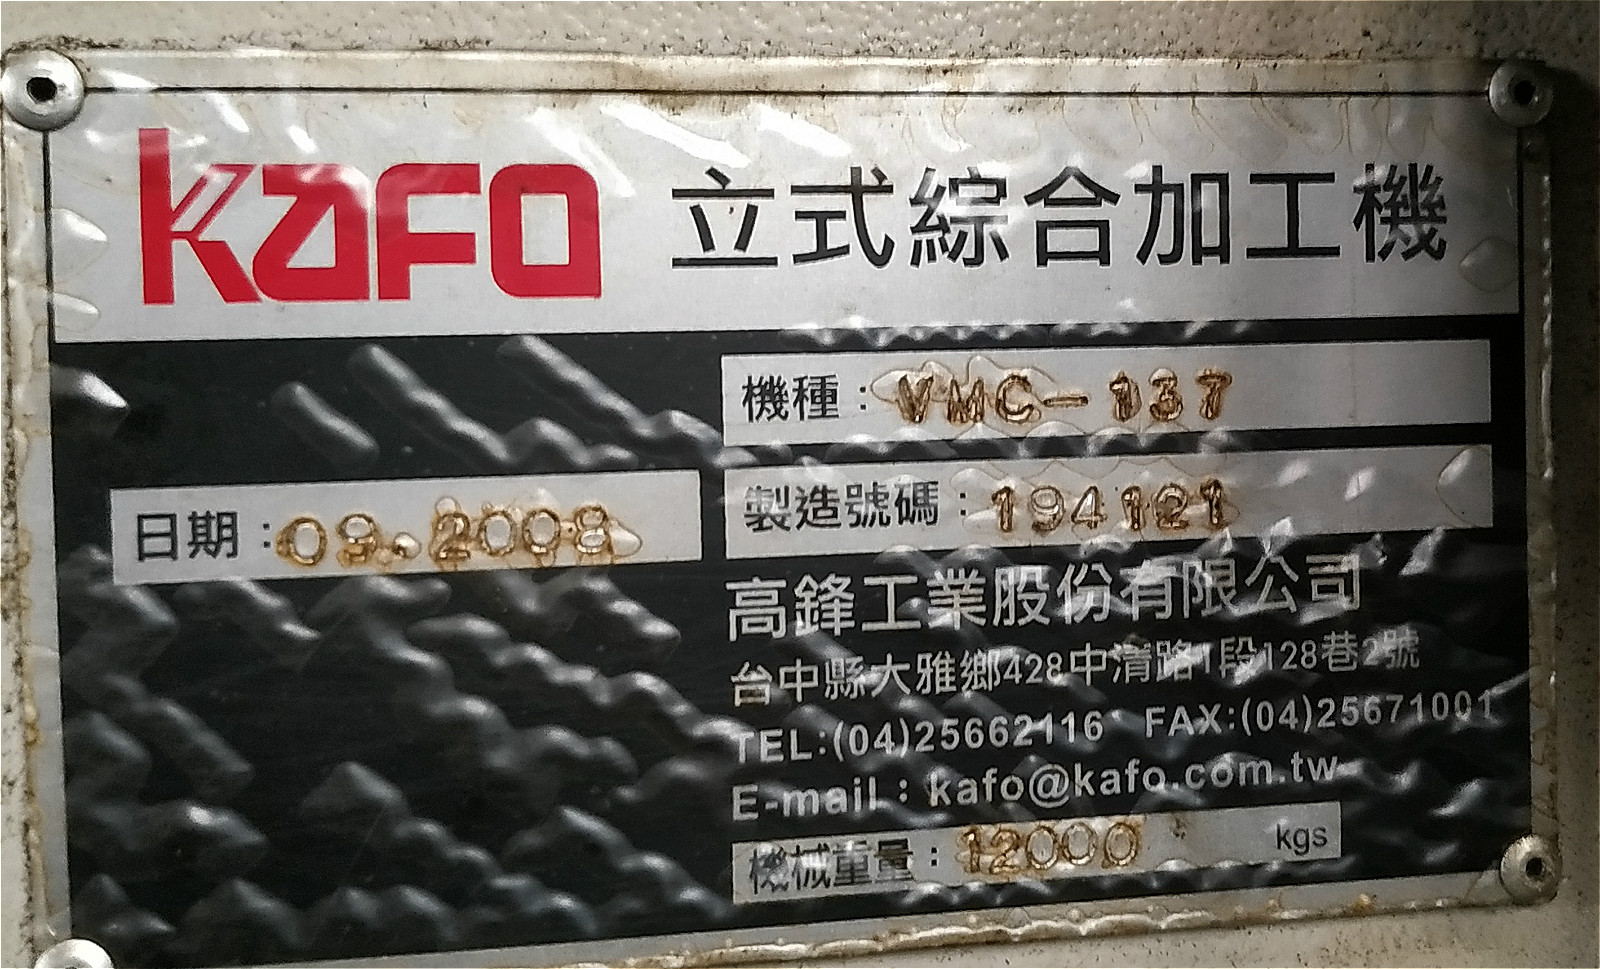 KAFO 立式綜合加工機
機種：VMC-137
製造號碼：194121
日期：09.2008
高鋒工業股份有限公司
台中縣大雅鄉428中清路1段128巷2號
TEL:(04)25662116 FAX:(04)25671001
E-mail：kafo@kafo.com.tw
機械重量：12000 kgs